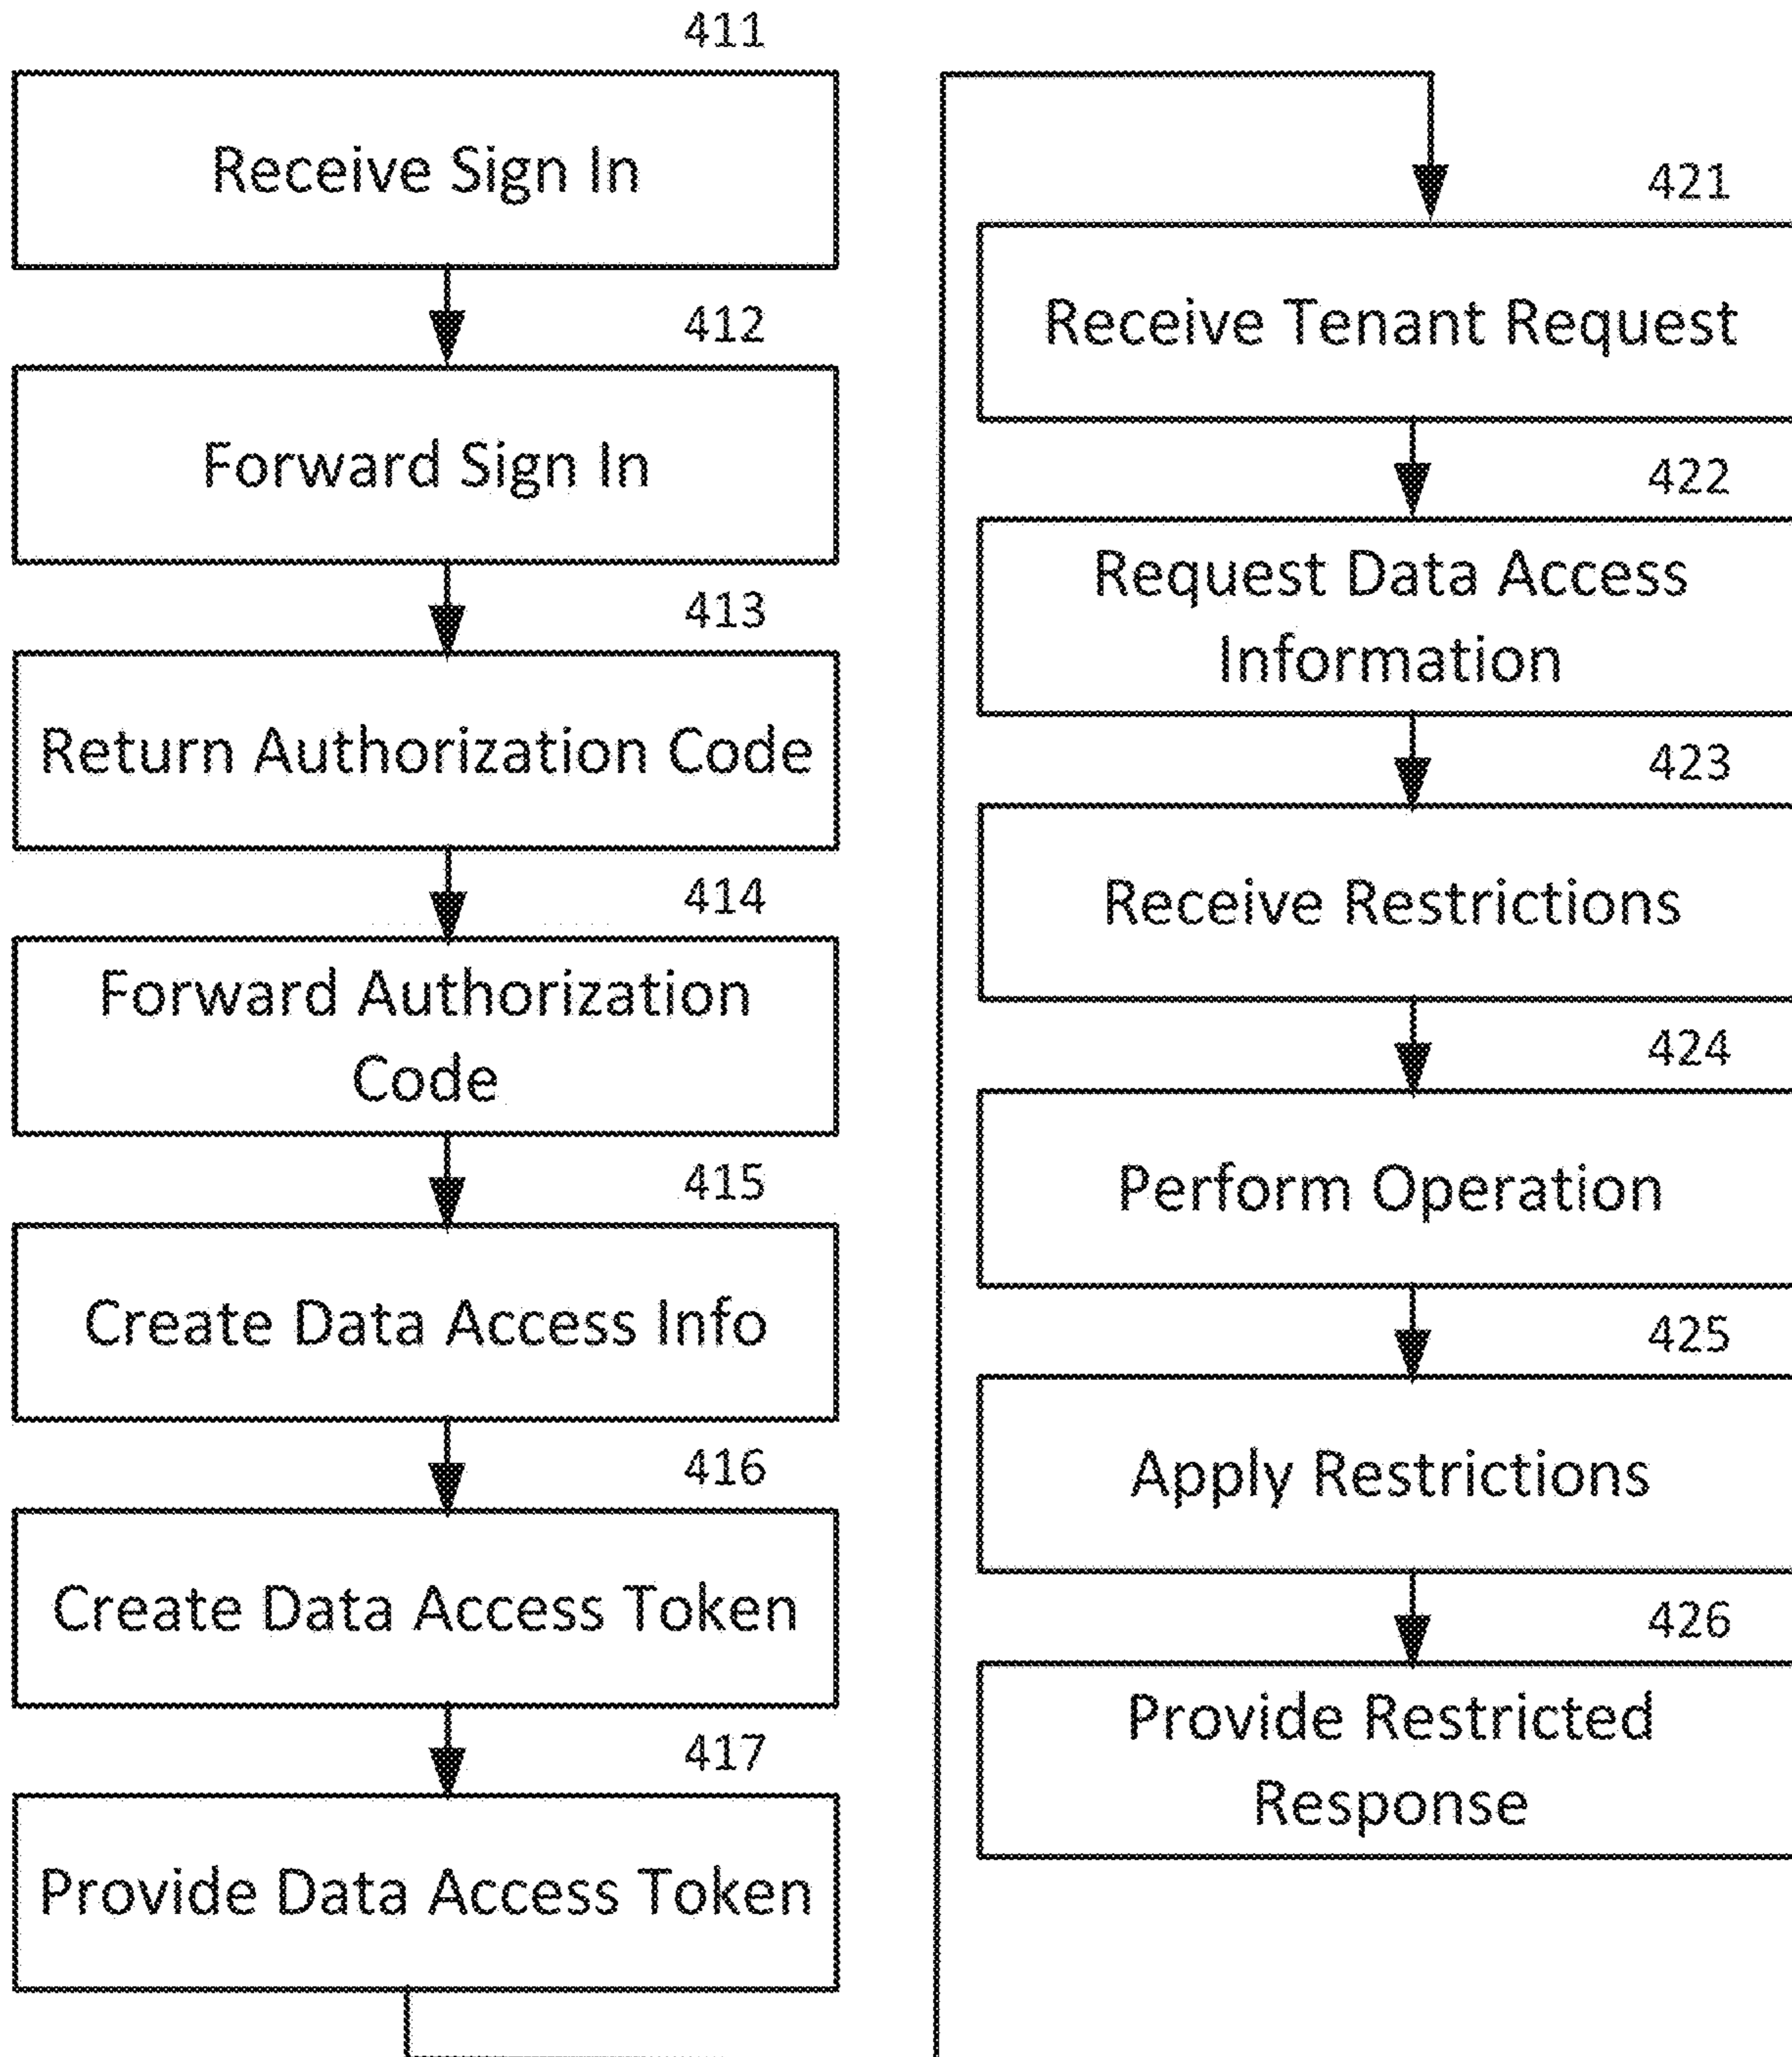 411
Receive Sign In
412
Forward Sign In
413
Return Authorization Code
414
Forward Authorization
Code
415
Create Data Access Info
416
Create Data Access Token
417
Provide Data Access Token
421
Receive Tenant Request
422
Request Data Access
Information
423
Receive Restrictions
424
Perform Operation
425
Apply Restrictions
426
Provide Restricted
Response